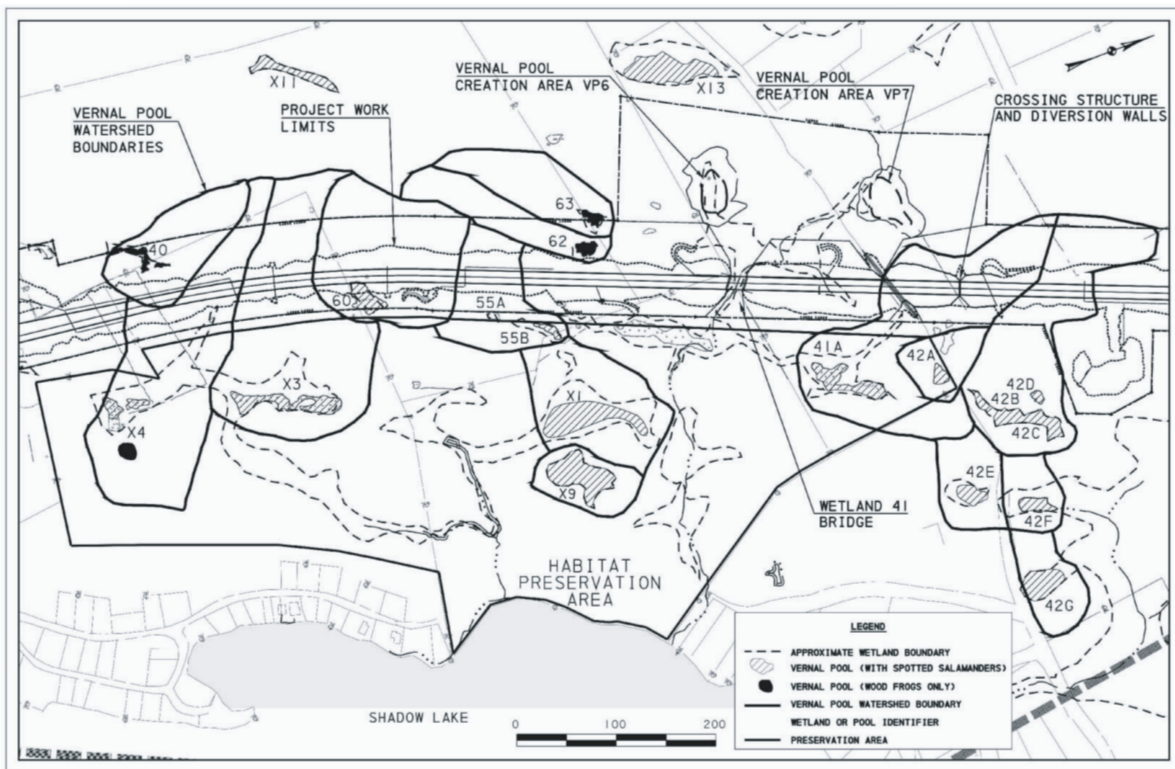 X11
VERNAL POOL
CREATION AREA VP6
X13
VERNAL POOL
CREATION AREA VP7
CROSSING STRUCTURE
AND DIVERSION WALLS
VERNAL POOL
WATERSHED
BOUNDARIES
PROJECT WORK
LIMITS
63
62
40
60
55A
55B
41A
42A
42D
42B
42C
X3
X1
X4
X9
42E
42F
WETLAND 41
BRIDGE
HABITAT
PRESERVATION
AREA
42G
LEGEND
APPROXIMATE WETLAND BOUNDARY
VERNAL POOL (WITH SPOTTED SALAMANDERS)
VERNAL POOL (WOOD FROGS ONLY)
VERNAL POOL WATERSHED BOUNDARY
WETLAND OR POOL IDENTIFIER
PRESERVATION AREA
SHADOW LAKE
0 100 200